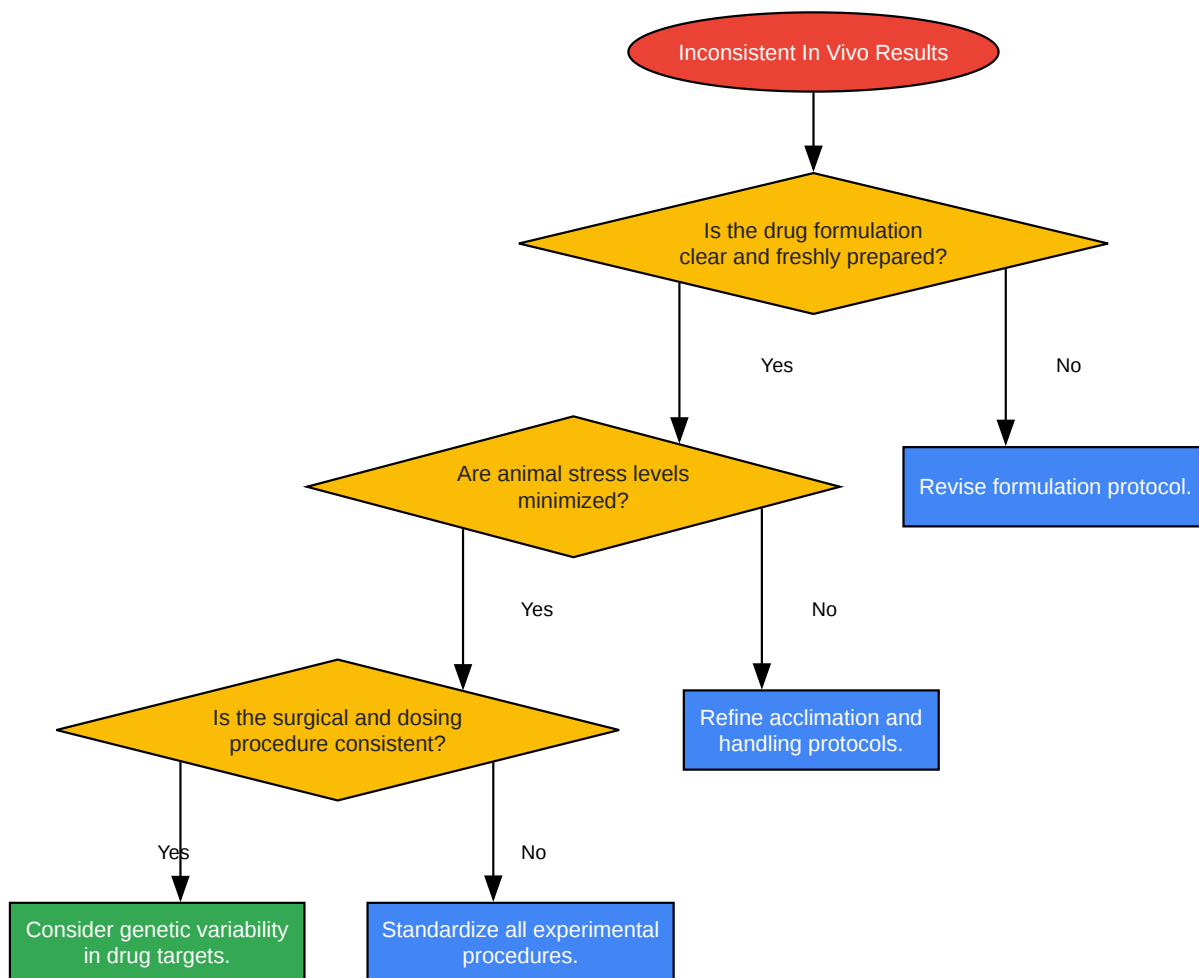 Inconsistent In Vivo Results
Is the drug formulation
clear and freshly prepared?
Yes
No
Are animal stress levels
minimized?
Revise formulation protocol.
Yes
No
Is the surgical and dosing
procedure consistent?
Refine acclimation and
handling protocols.
Yes
No
Consider genetic variability
in drug targets.
Standardize all experimental
procedures.